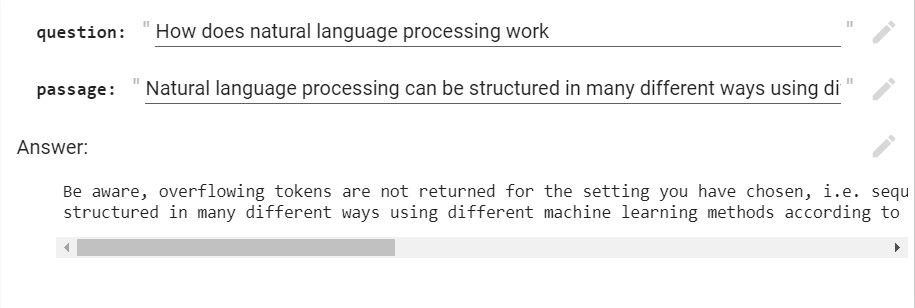 question: " How does natural language processing work "
passage: " Natural language processing can be structured in many different ways using di "
Answer:
Be aware, overflowing tokens are not returned for the setting you have chosen, i.e. sequ
structured in many different ways using different machine learning methods according to